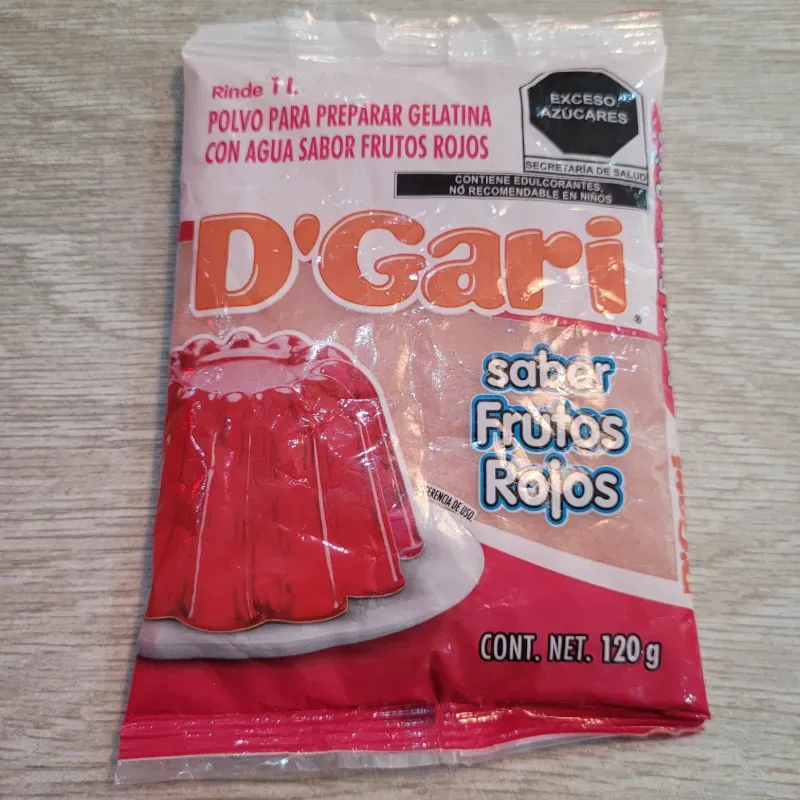 Rinde 1 L
POLVO PARA PREPARAR GELATINA
CON AGUA SABOR FRUTOS ROJOS
EXCESO
AZÚCARES
SECRETARÍA DE SALUD
CONTIENE EDULCORANTES,
NO RECOMENDABLE EN NIÑOS
D'Gari®
sabor
Frutos
Rojos
DE USO.
CONT. NET. 120 g
D'Gari